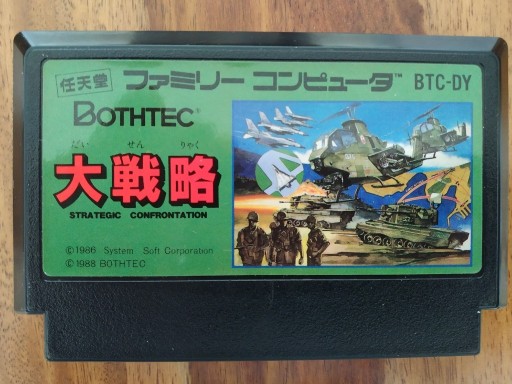 任天堂 ファミリー コンピュータ™ BTC-DY
BOTHTEC®
だい せん りゃく
大戦略
STRATEGIC CONFRONTATION
©1986 System Soft Corporation
©1988 BOTHTEC